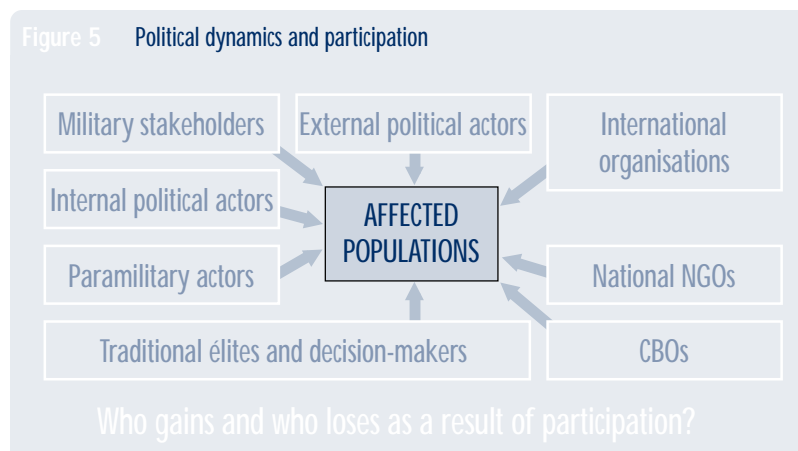 Figure 5 Political dynamics and participation
Military stakeholders
External political actors
International
organisations
Internal political actors
AFFECTED
POPULATIONS
Paramilitary actors
National NGOs
Traditional élites and decision-makers
CBOs
Who gains and who loses as a result of participation?